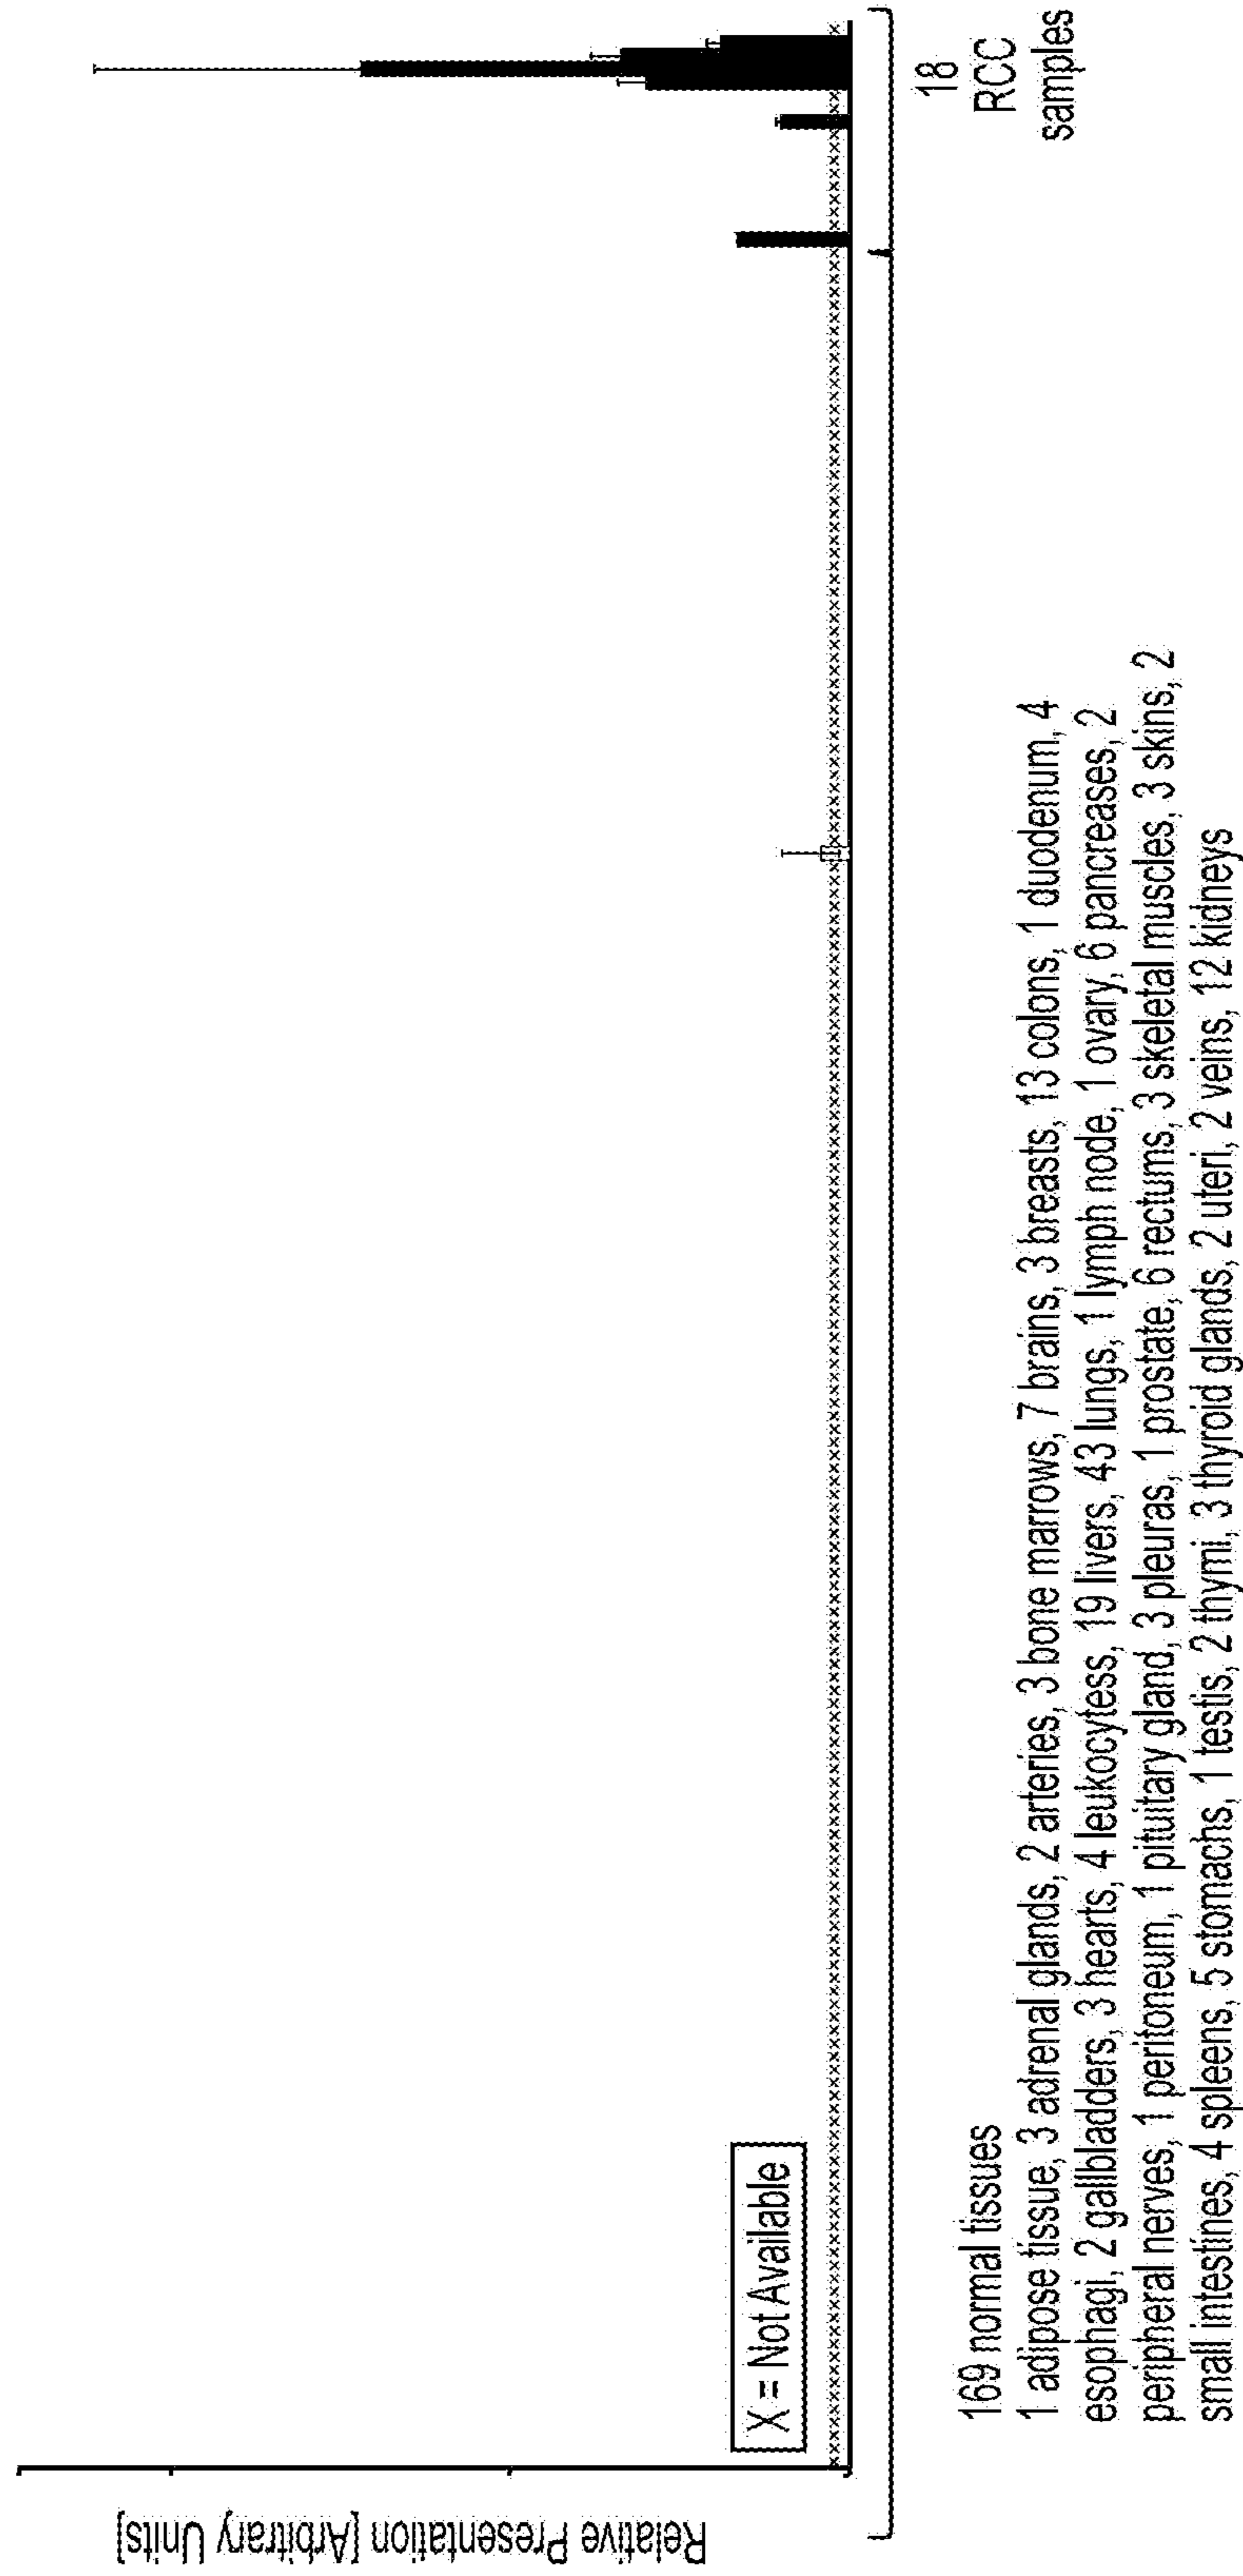 Relative Presentation [Arbitrary Units]
X = Not Available
169 normal tissues
1 adipose tissue, 3 adrenal glands, 2 arteries, 3 bone marrows, 7 brains, 3 breasts, 13 colons, 1 duodenum, 4
esophagi, 2 gallbladders, 3 hearts, 4 leukocytess, 19 livers, 43 lungs, 1 lymph node, 1 ovary, 6 pancreases, 2
peripheral nerves, 1 peritoneum, 1 pituitary gland, 3 pleuras, 1 prostate, 6 rectums, 3 skeletal muscles, 3 skins, 2
small intestines, 4 spleens, 5 stomachs, 1 testis, 2 thymi, 3 thyroid glands, 2 uteri, 2 veins, 12 kidneys
18
RCC
samples